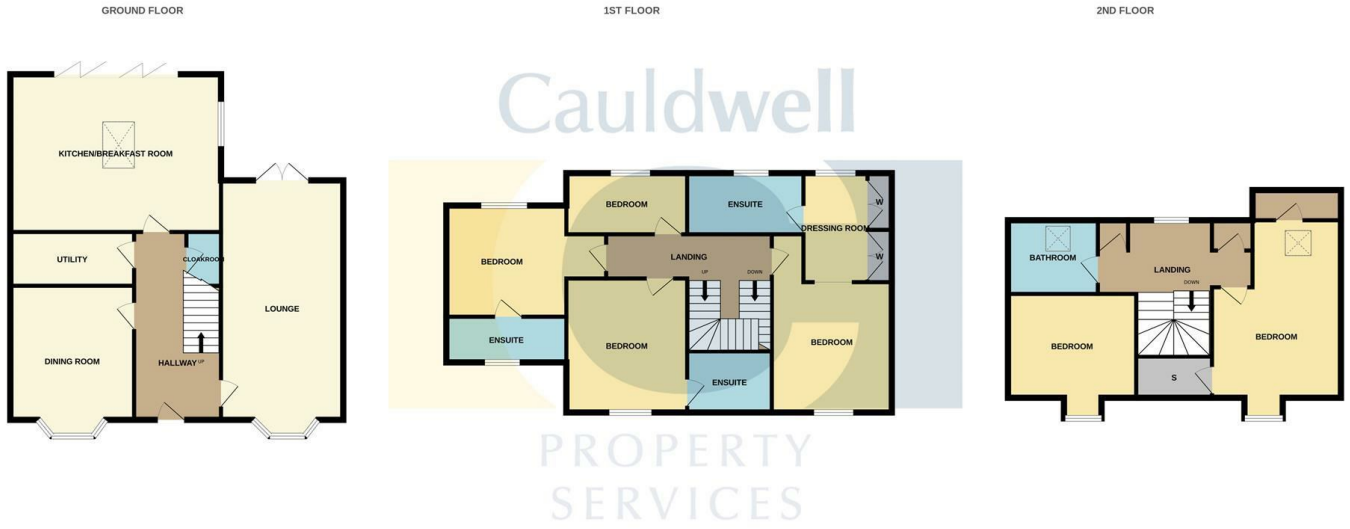 GROUND FLOOR
1ST FLOOR
2ND FLOOR
Cauldwell
KITCHEN/BREAKFAST ROOM
UTILITY
CLOAKROOM
DINING ROOM
HALLWAY
UP
LOUNGE
BEDROOM
ENSUITE
DRESSING ROOM
W
W
BEDROOM
LANDING
UP
DOWN
ENSUITE
BEDROOM
BEDROOM
ENSUITE
BATHROOM
LANDING
DOWN
BEDROOM
BEDROOM
S
PROPERTY
SERVICES